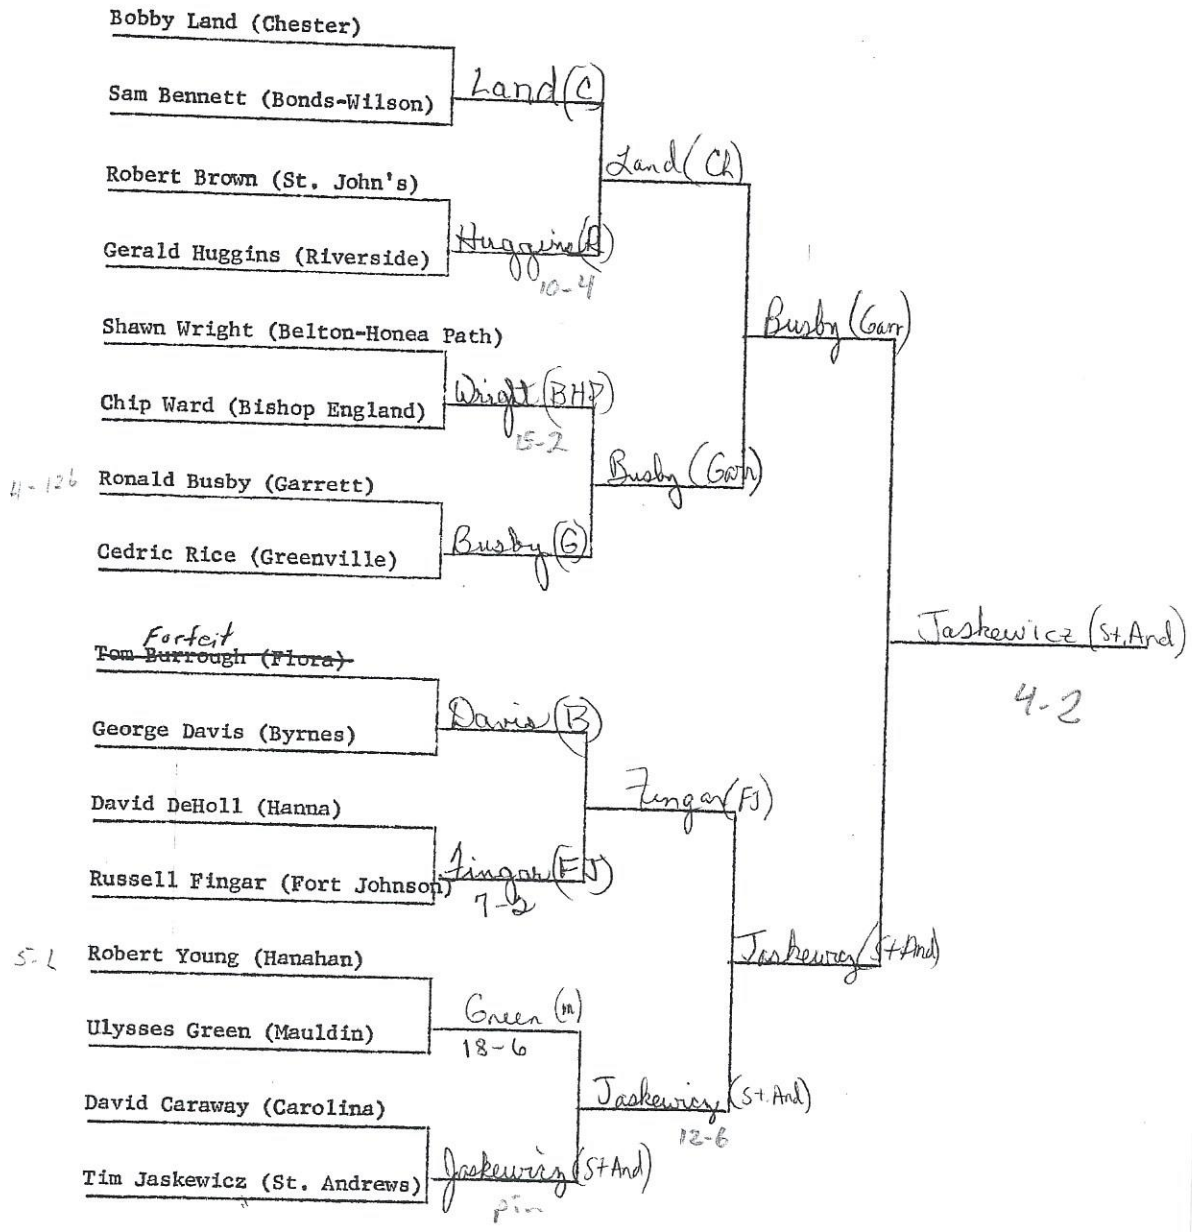 Bobby Land (Chester)
Land (C)
Sam Bennett (Bonds-Wilson)
Land (Ch)
Robert Brown (St. John's)
Huggins (R)
Gerald Huggins (Riverside)
10-4
Busby (Garr)
Shawn Wright (Belton-Honea Path)
Wright (BHP)
Chip Ward (Bishop England)
15-2
Busby (Garr)
Ronald Busby (Garrett)
Busby (G)
Cedric Rice (Greenville)
Jaskewicz (St. And)
4-2
Forfeit
Tom Burrough (Flora)
Davis (B)
George Davis (Byrnes)
Fingar (FJ)
David DeHoll (Hanna)
Fingar (FJ)
Russell Fingar (Fort Johnson)
7-2
Jaskewicz (St And)
Robert Young (Hanahan)
Green (M)
Ulysses Green (Mauldin)
18-6
Jaskewicz (St. And)
12-6
David Caraway (Carolina)
Jaskewicz (St And)
Tim Jaskewicz (St. Andrews)
pin